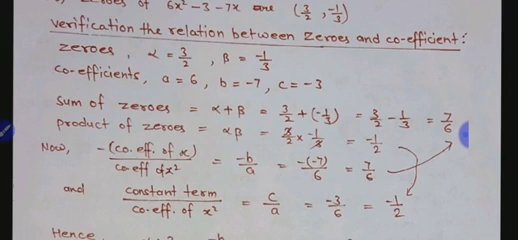 zeroes of 6x² - 3 - 7x are (3/2, -1/3)
verification the relation between zeroes and co-efficient:
zeroes, α = 3/2, β = -1/3
co-efficients, a = 6, b = -7, c = -3
Sum of zeroes = α + β = 3/2 + (-1/3) = 3/2 - 1/3 = 7/6
product of zeroes = αβ = 3/2 × -1/3 = -1/2
Now, -(co. eff. of x)/co-eff of x² = -b/a = -(-7)/6 = 7/6
and constant term/co-eff. of x² = c/a = -3/6 = -1/2
Hence